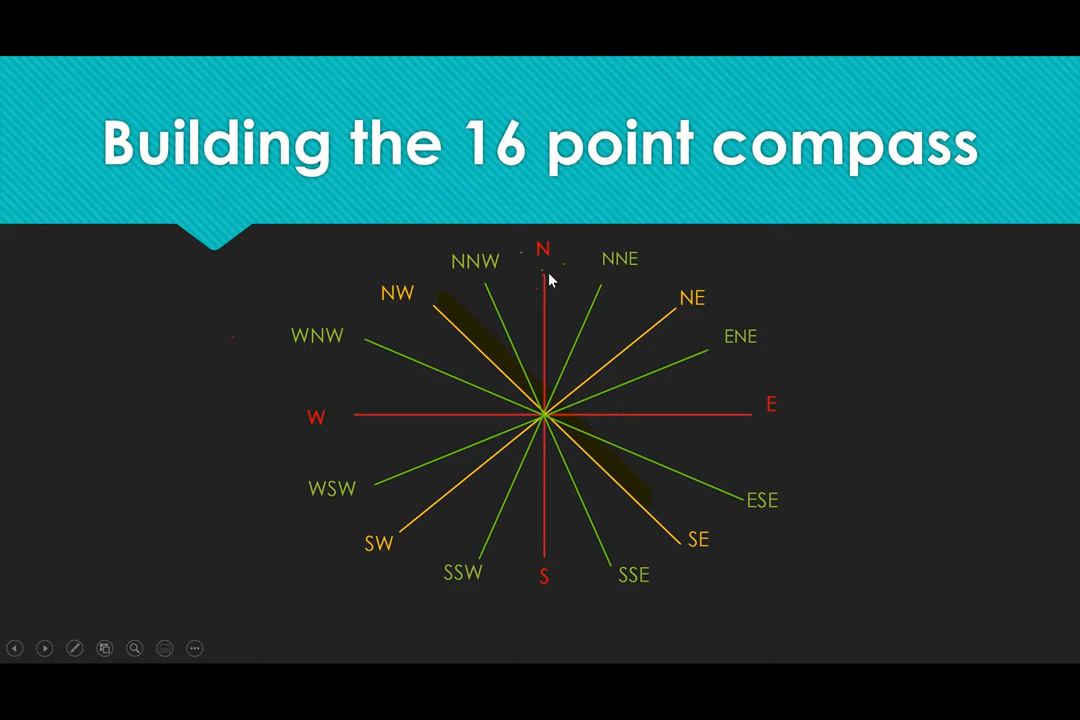 Building the 16 point compass
N
NNW
NNE
NW
NE
WNW
ENE
W
E
WSW
ESE
SW
SE
SSW
S
SSE